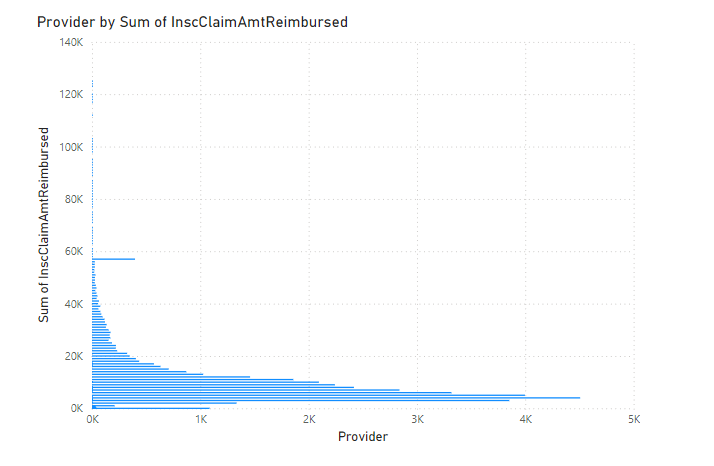 Provider by Sum of InscClaimAmtReimbursed
Sum of InscClaimAmtReimbursed
140K
120K
100K
80K
60K
40K
20K
0K
0K 1K 2K 3K 4K 5K
Provider